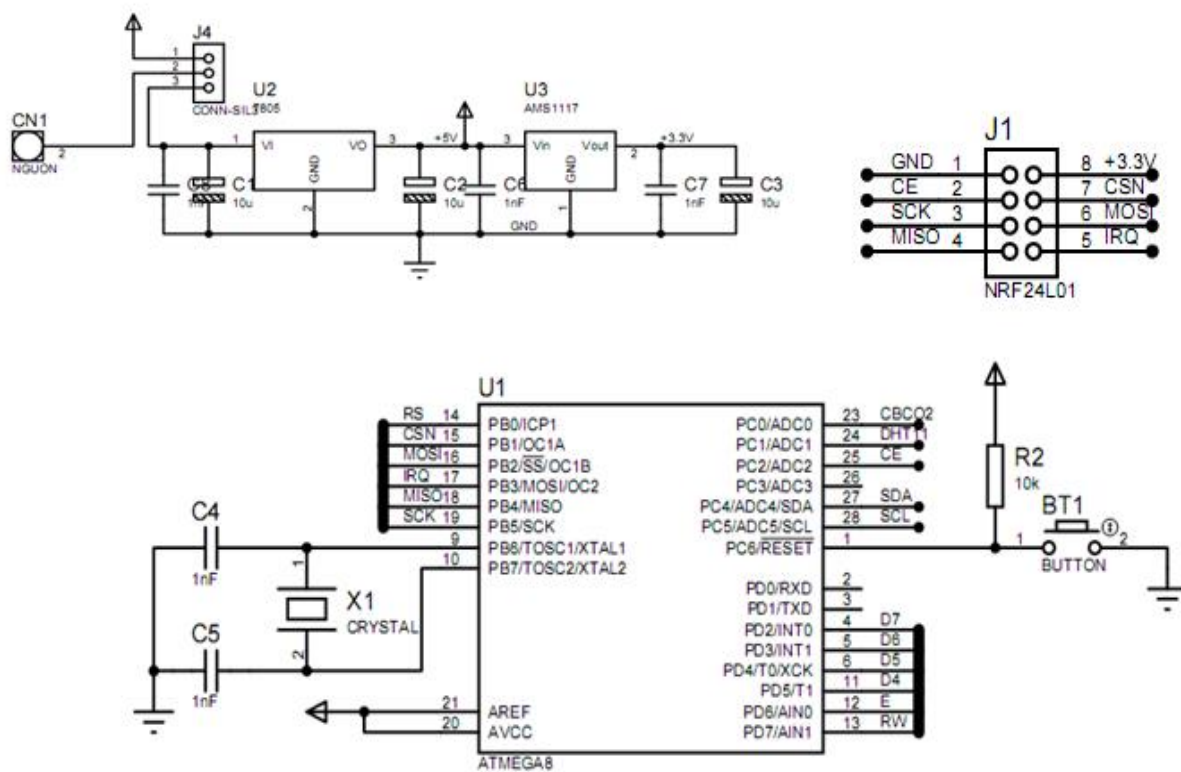 J4
1
2
3
CONN-SIL3
CN1
2
NGUON
U2
7805
1
VI
VO
3
GND
2
+5V
U3
AMS1117
3
Vin
Vout
2
GND
1
+3.3V
C8
1nF
C1
10u
C2
10u
C6
1nF
C7
1nF
C3
10u
GND
J1
GND 1 8 +3.3V
CE 2 7 CSN
SCK 3 6 MOSI
MISO 4 5 IRQ
NRF24L01
U1
RS 14 PB0/ICP1 PC0/ADC0 23 CBCO2
CSN 15 PB1/OC1A PC1/ADC1 24 DHT11
MOSI 16 PB2/SS/OC1B PC2/ADC2 25 CE
IRQ 17 PB3/MOSI/OC2 PC3/ADC3 26
MISO 18 PB4/MISO PC4/ADC4/SDA 27 SDA
SCK 19 PB5/SCK PC5/ADC5/SCL 28 SCL
9 PB6/TOSC1/XTAL1 PC6/RESET 1
10 PB7/TOSC2/XTAL2
PD0/RXD 2
PD1/TXD 3
PD2/INT0 4 D7
PD3/INT1 5 D6
PD4/T0/XCK 6 D5
PD5/T1 11 D4
21 AREF PD6/AIN0 12 E
20 AVCC PD7/AIN1 13 RW
ATMEGA8
C4
1nF
C5
1nF
1
X1
CRYSTAL
2
R2
10k
BT1
1
2
BUTTON